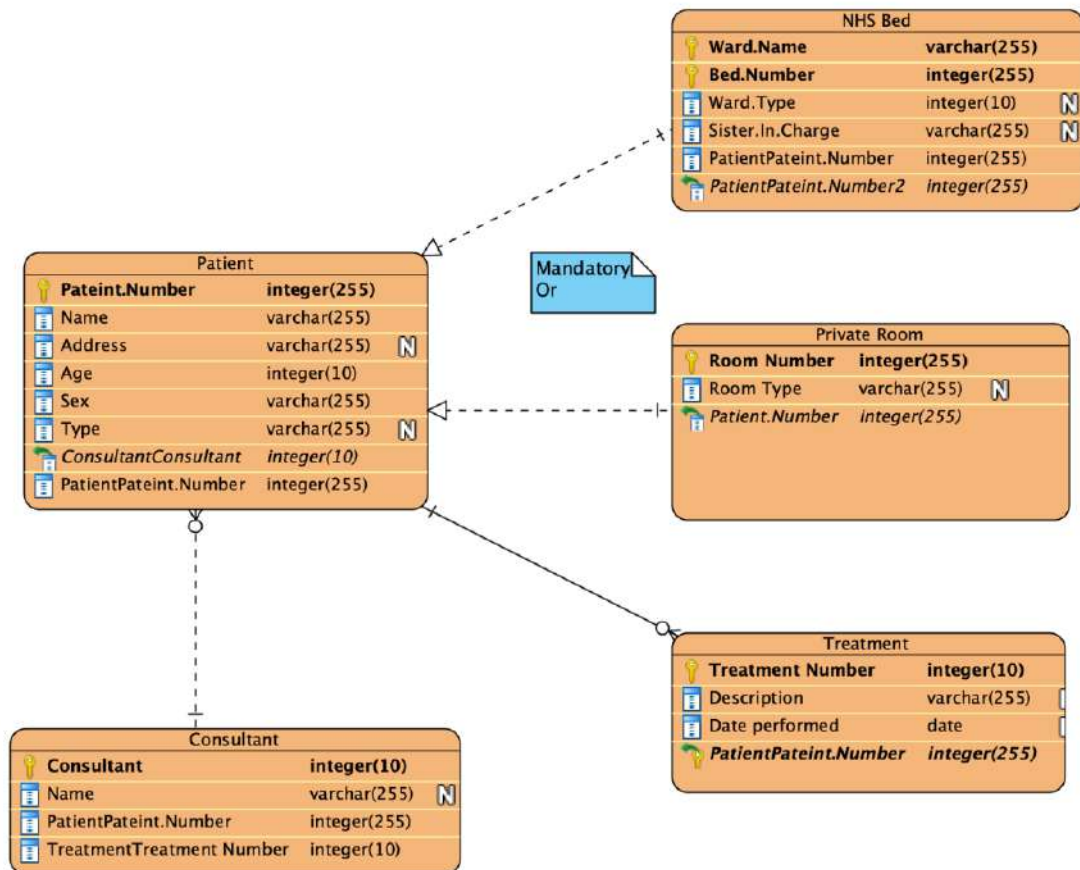 NHS Bed
Ward.Name varchar(255)
Bed.Number integer(255)
Ward.Type integer(10) N
Sister.In.Charge varchar(255) N
PatientPateint.Number integer(255)
PatientPateint.Number2 integer(255)
Patient
Pateint.Number integer(255)
Name varchar(255)
Address varchar(255) N
Age integer(10)
Sex varchar(255)
Type varchar(255) N
ConsultantConsultant integer(10)
PatientPateint.Number integer(255)
Mandatory
Or
Private Room
Room Number integer(255)
Room Type varchar(255) N
Patient.Number integer(255)
Treatment
Treatment Number integer(10)
Description varchar(255)
Date performed date
PatientPateint.Number integer(255)
Consultant
Consultant integer(10)
Name varchar(255) N
PatientPateint.Number integer(255)
TreatmentTreatment Number integer(10)